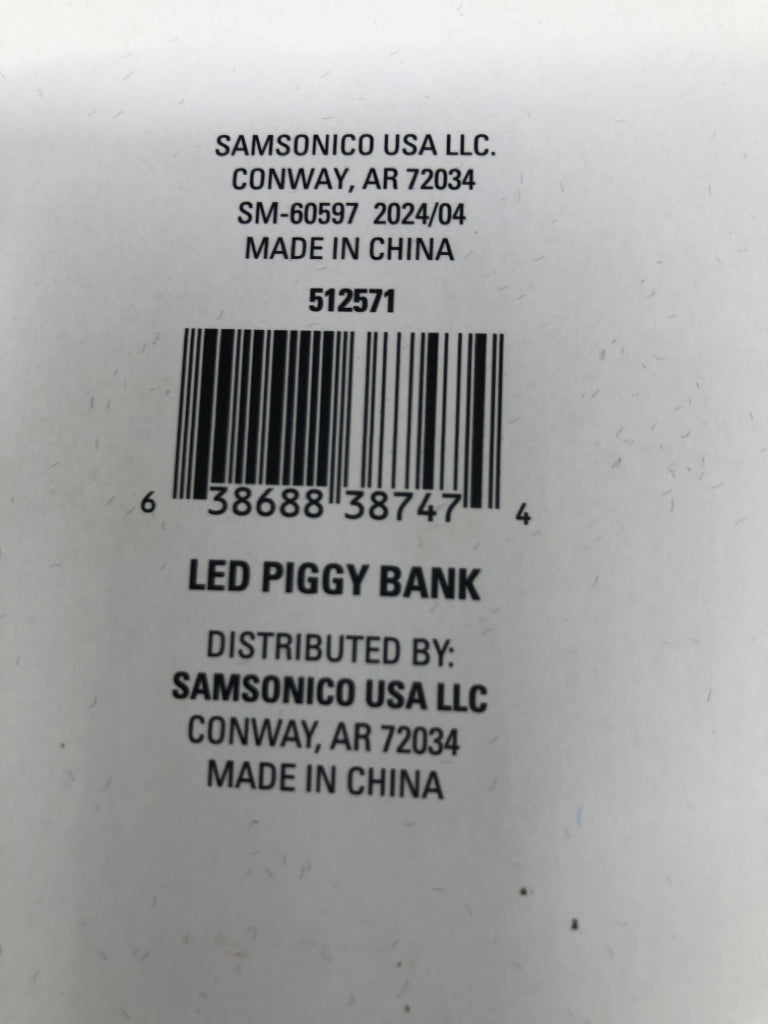 SAMSONICO USA LLC.
CONWAY, AR 72034
SM-60597 2024/04
MADE IN CHINA
512571
6 38688 38747 4
LED PIGGY BANK
DISTRIBUTED BY:
SAMSONICO USA LLC
CONWAY, AR 72034
MADE IN CHINA